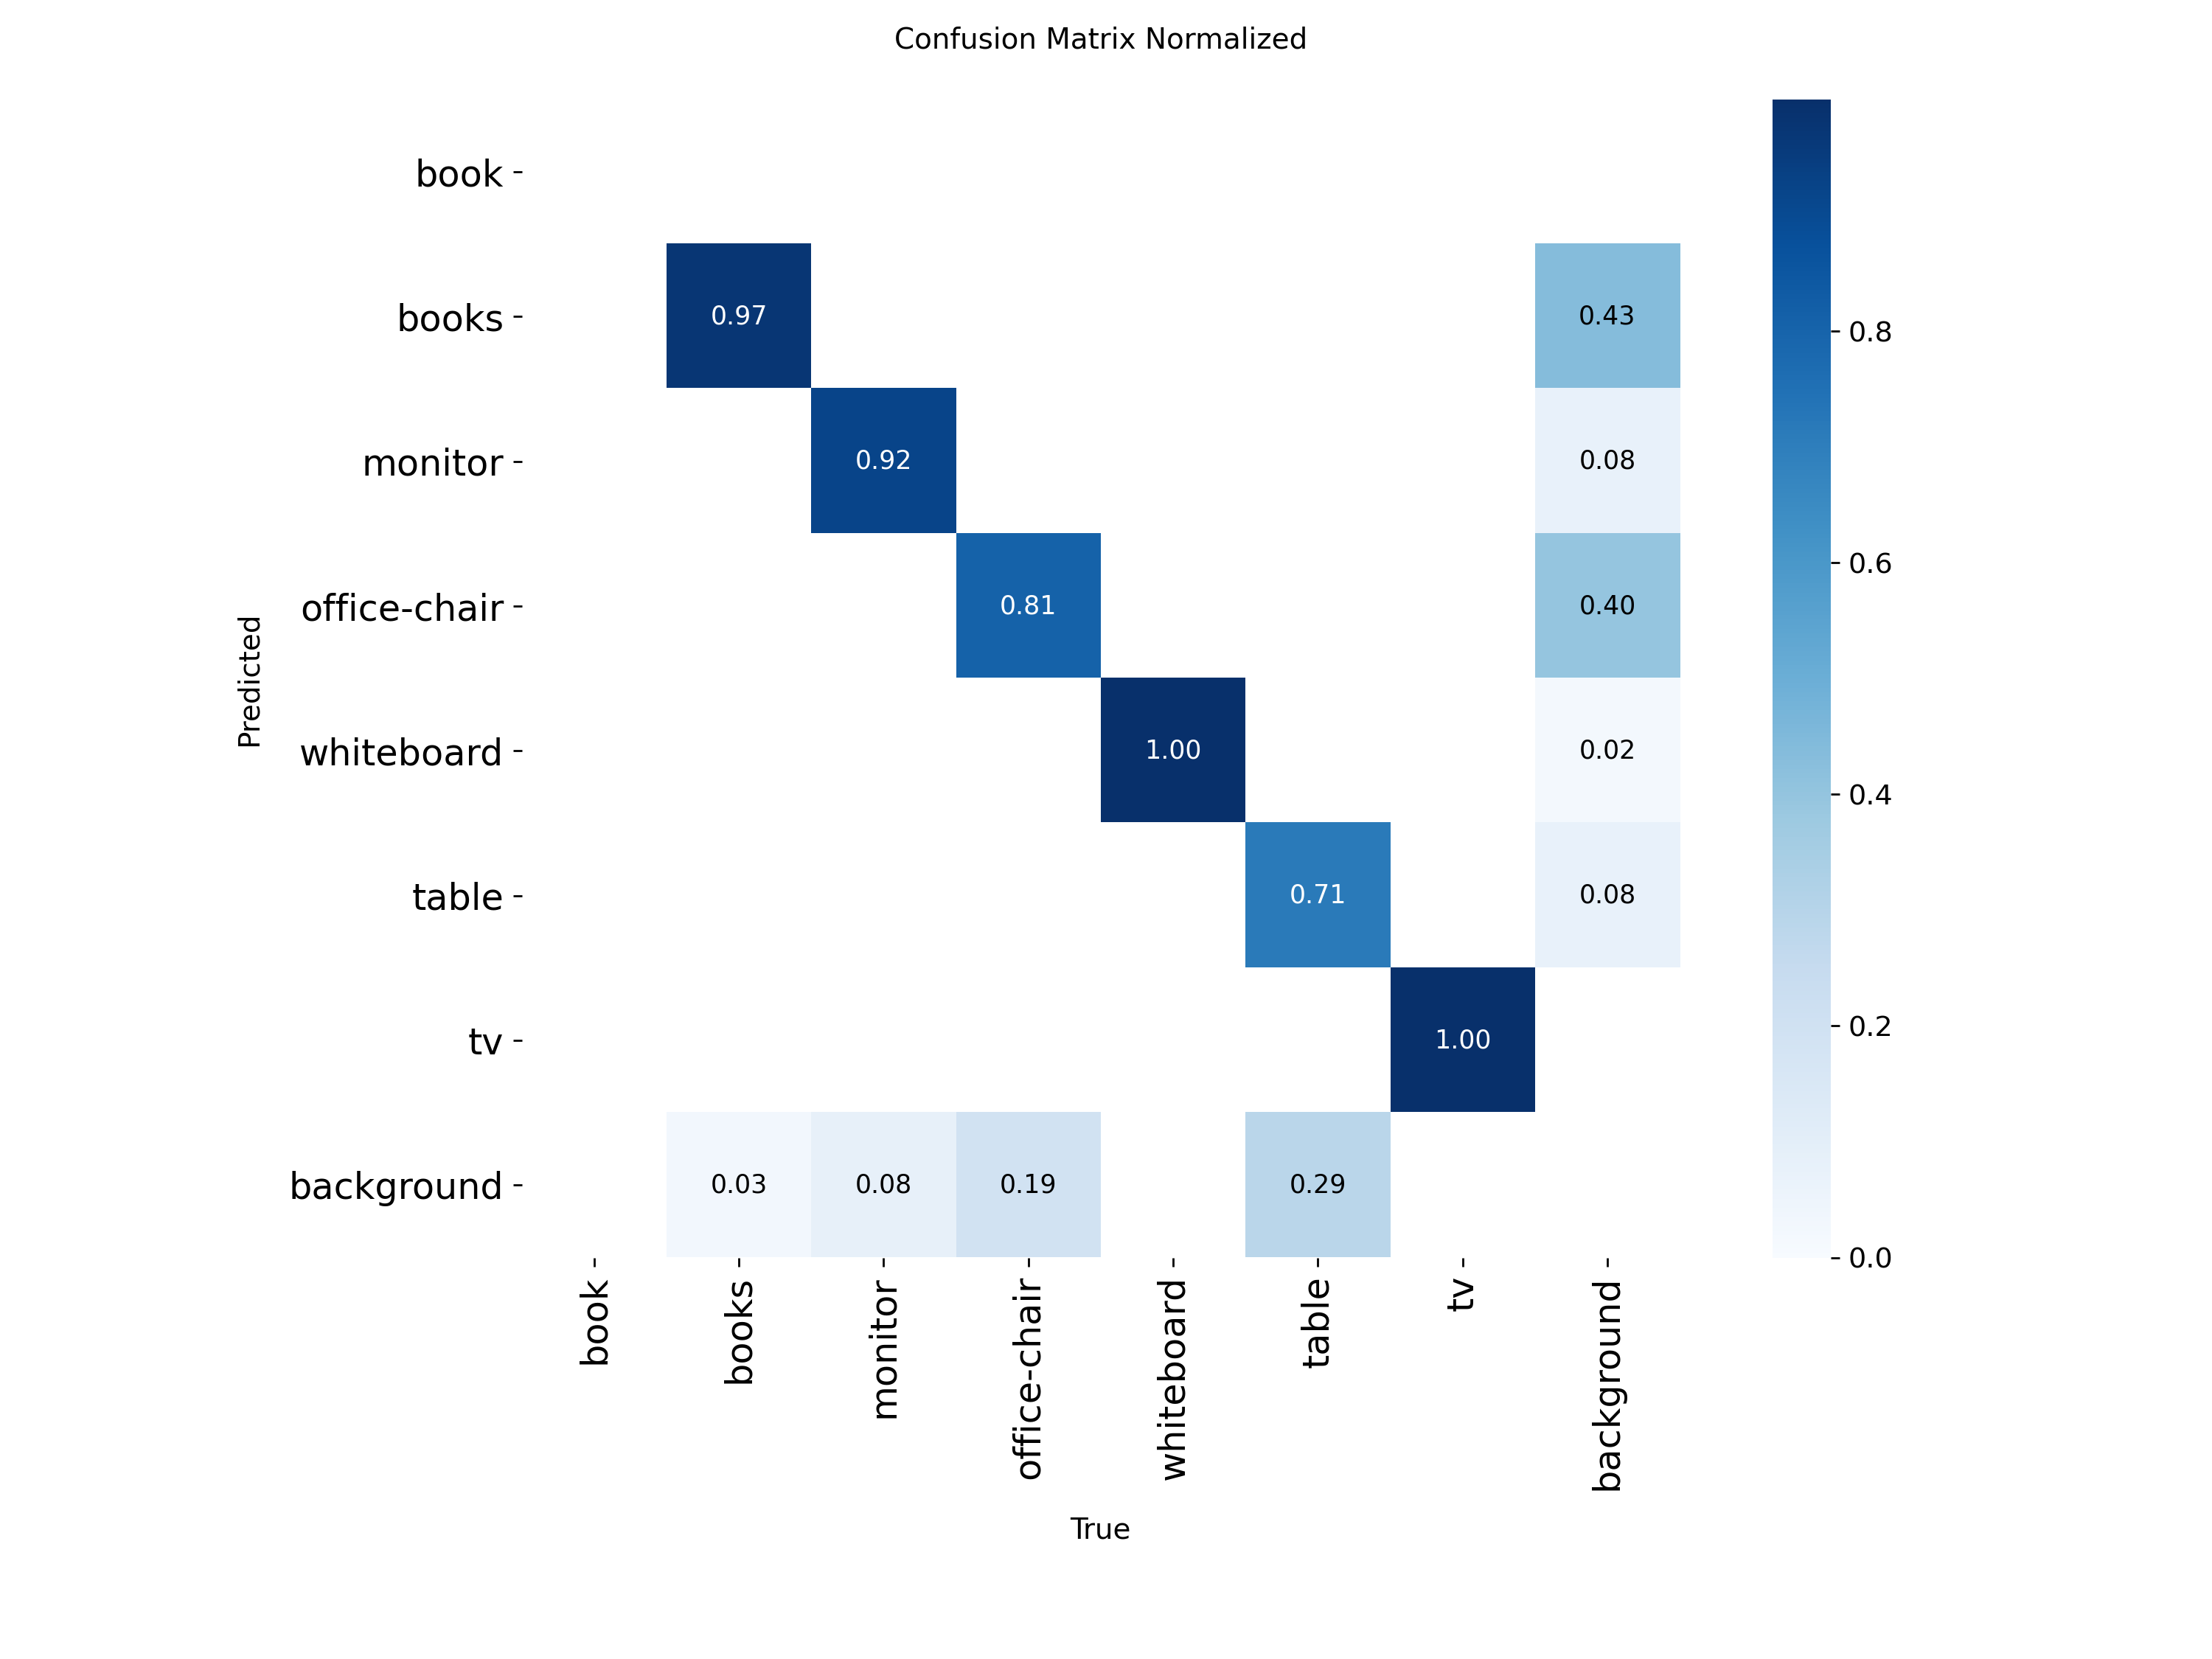 Confusion Matrix Normalized
book
books 0.97 0.43
monitor 0.92 0.08
office-chair 0.81 0.40
whiteboard 1.00 0.02
table 0.71 0.08
tv 1.00
background 0.03 0.08 0.19 0.29
Predicted
book books monitor office-chair whiteboard table tv background
True
0.8
0.6
0.4
0.2
0.0